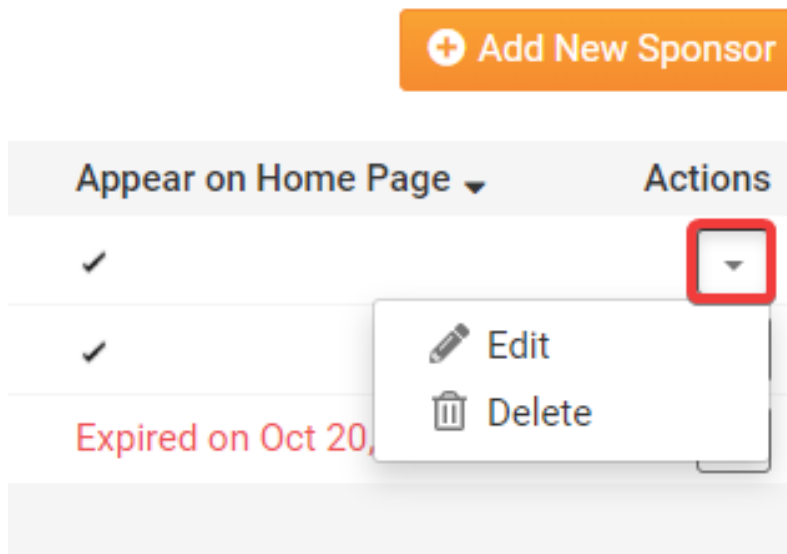 Add New Sponsor
Appear on Home Page Actions
Edit
Delete
Expired on Oct 20,